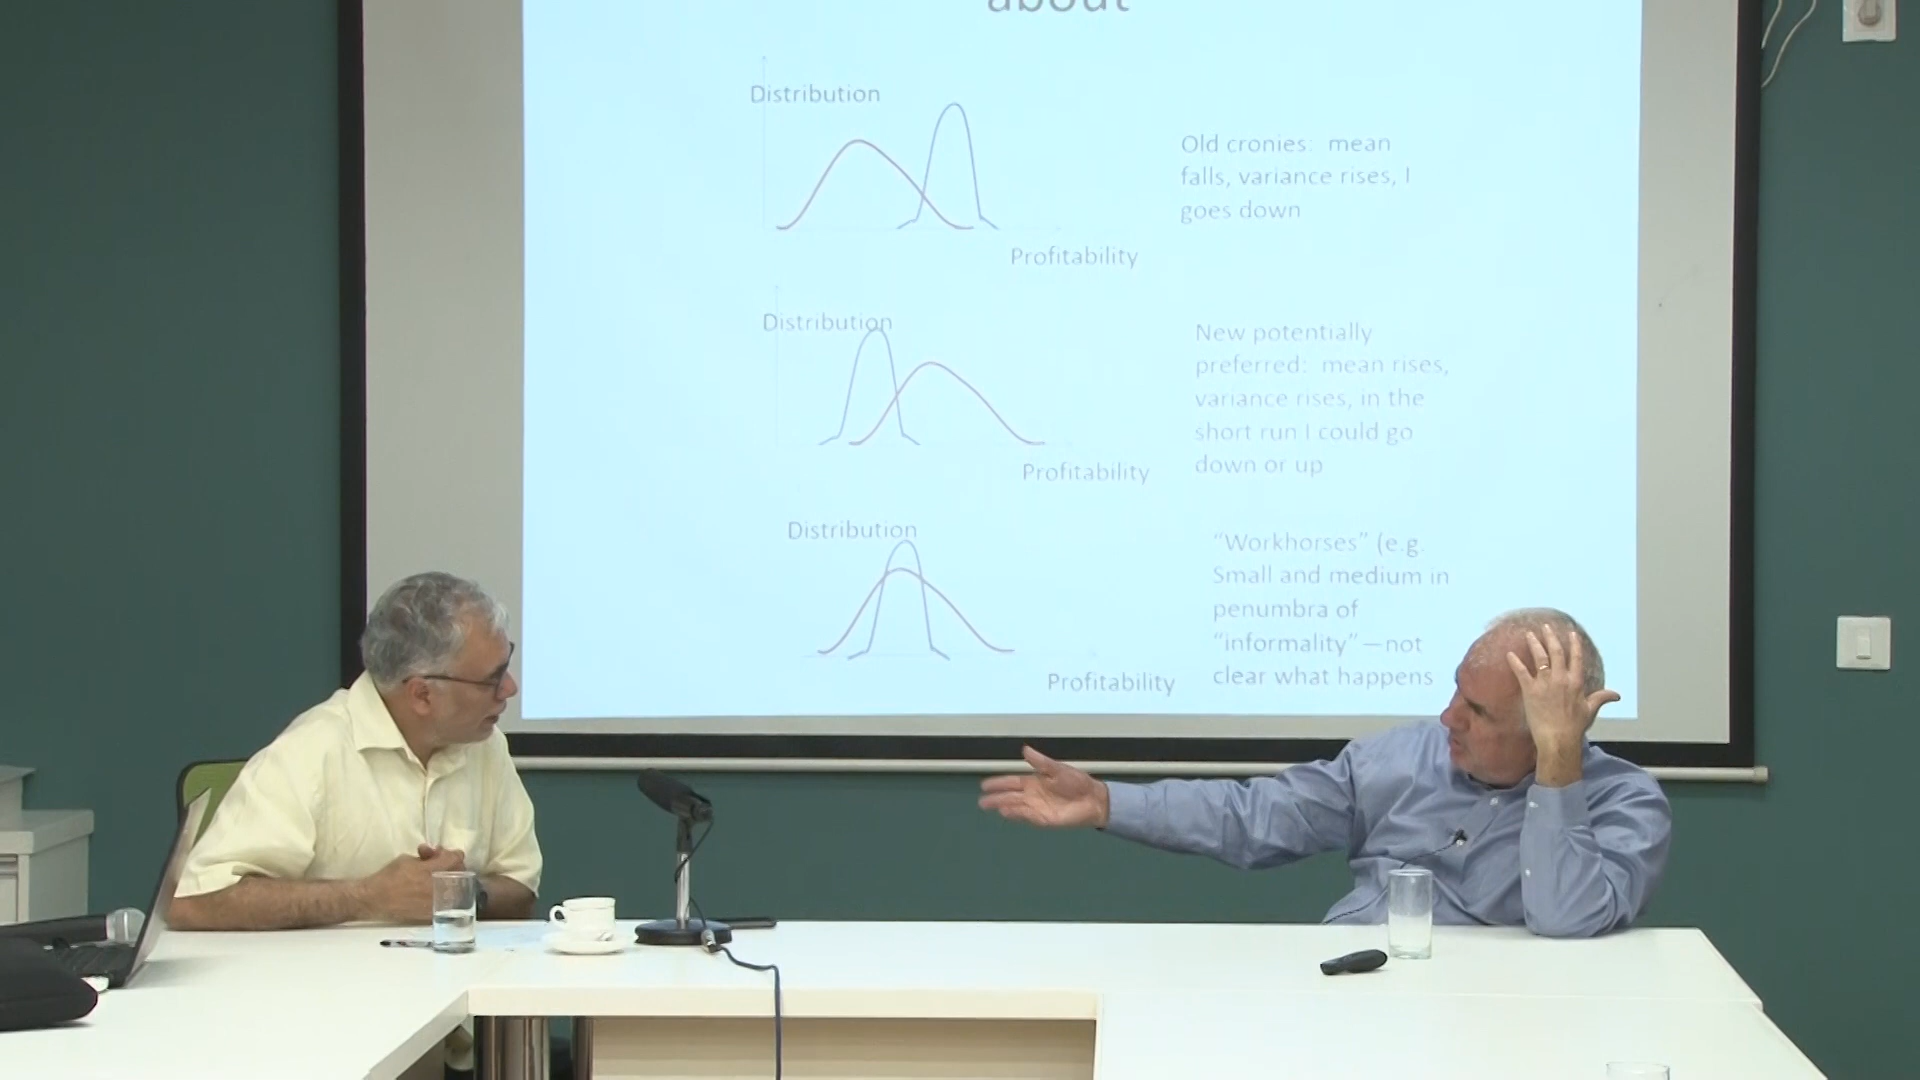 about
Distribution
Old cronies: mean
falls, variance rises, I
goes down
Profitability
Distribution
New potentially
preferred: mean rises,
variance rises, in the
short run I could go
down or up
Profitability
Distribution
“Workhorses” (e.g.
Small and medium in
penumbra of
“informality” —not
clear what happens
Profitability